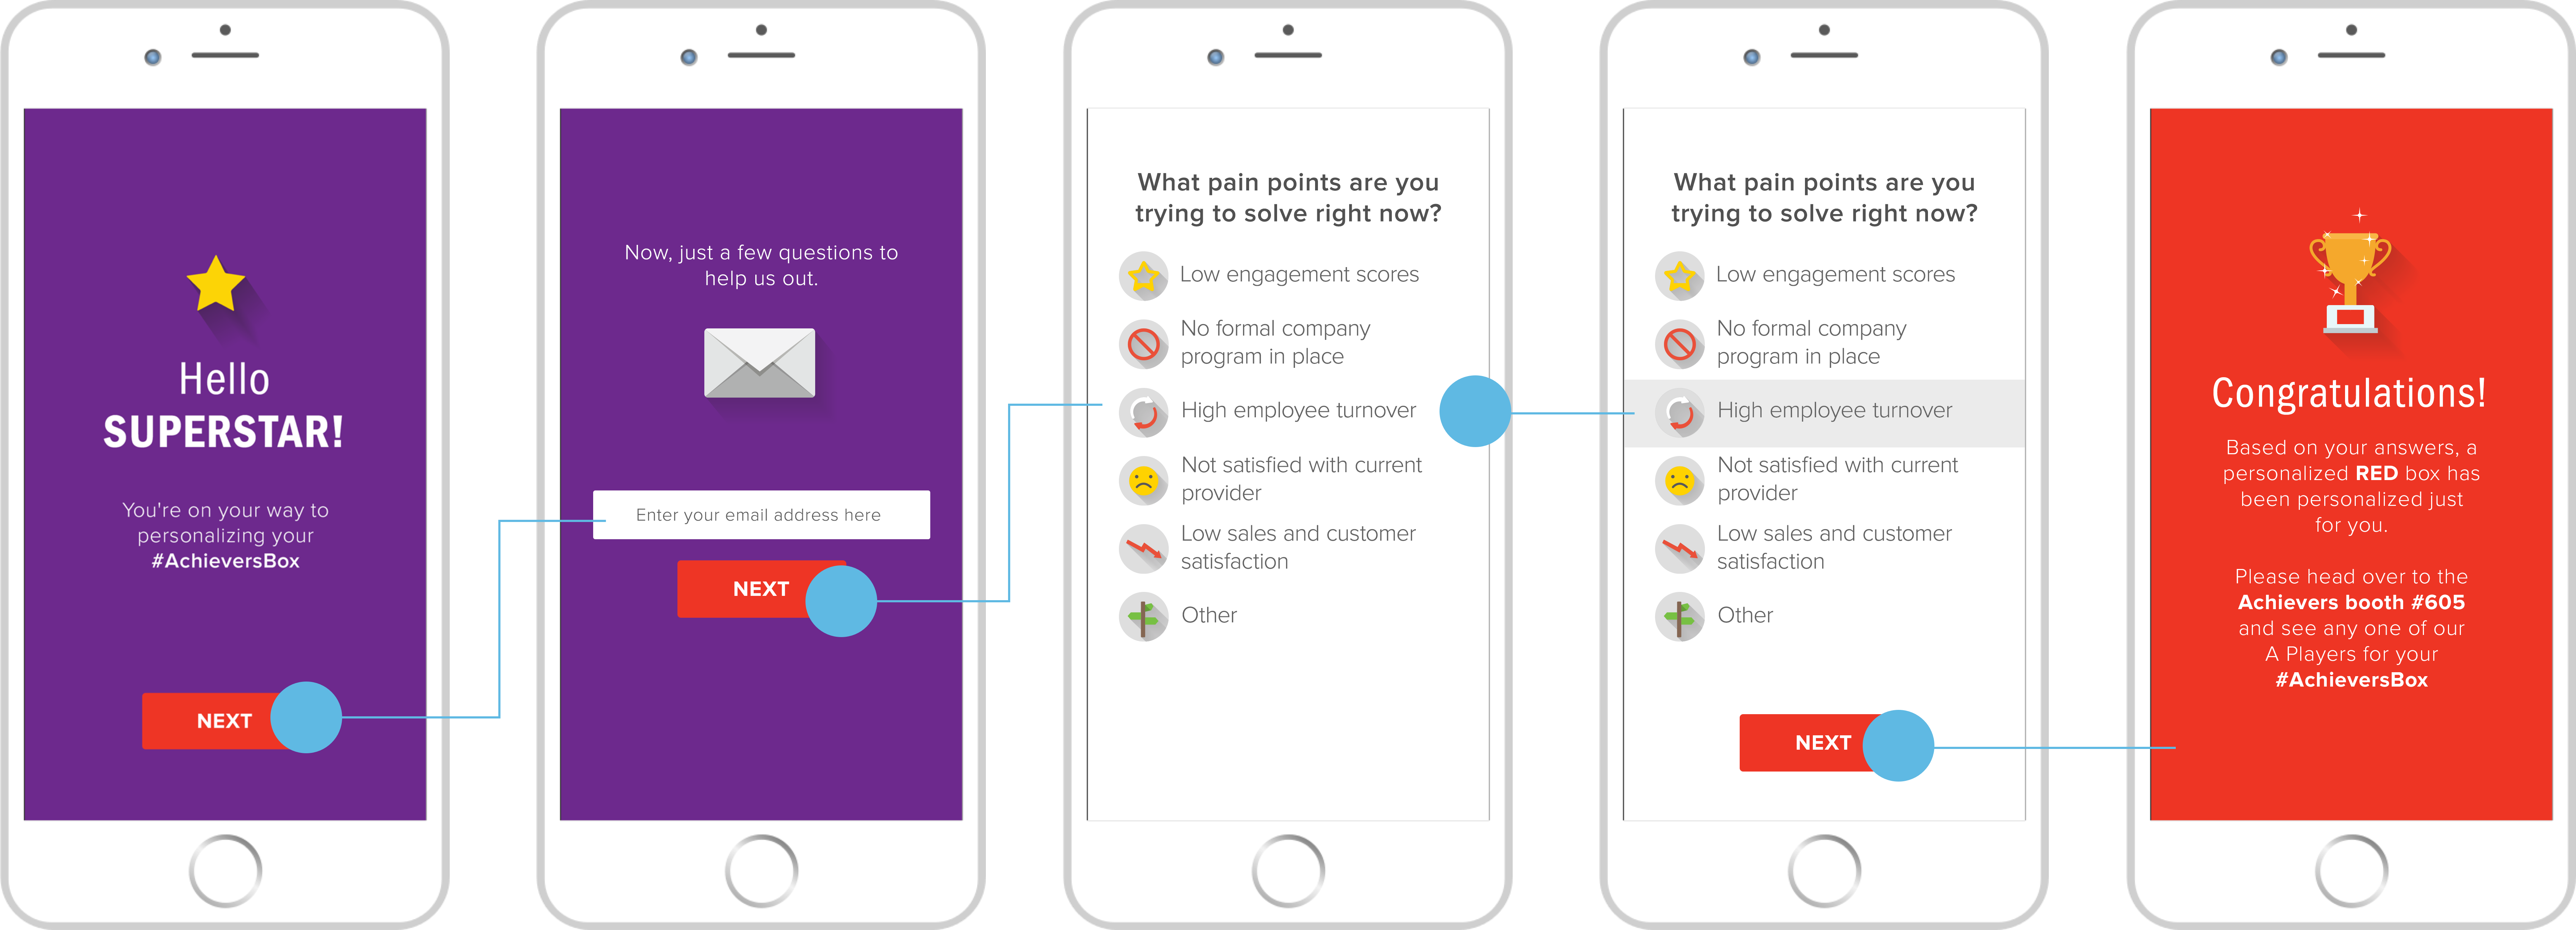 Hello
SUPERSTAR!
You're on your way to
personalizing your
#AchieversBox
NEXT
Now, just a few questions to
help us out.
Enter your email address here
NEXT
What pain points are you
trying to solve right now?
Low engagement scores
No formal company
program in place
High employee turnover
Not satisfied with current
provider
Low sales and customer
satisfaction
Other
What pain points are you
trying to solve right now?
Low engagement scores
No formal company
program in place
High employee turnover
Not satisfied with current
provider
Low sales and customer
satisfaction
Other
NEXT
Congratulations!
Based on your answers, a
personalized RED box has
been personalized just
for you.
Please head over to the
Achievers booth #605
and see any one of our
A Players for your
#AchieversBox